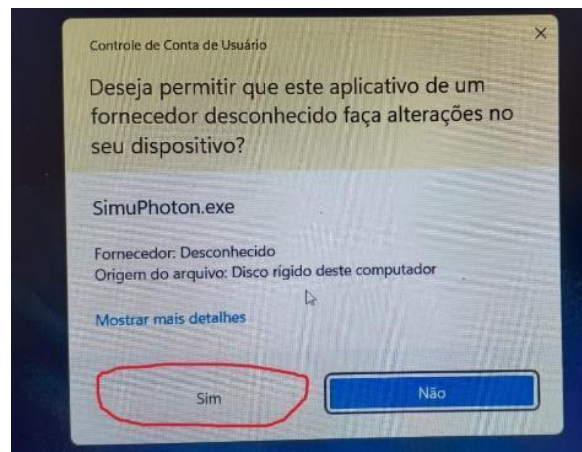 Controle de Conta de Usuário
Deseja permitir que este aplicativo de um
fornecedor desconhecido faça alterações no
seu dispositivo?
SimuPhoton.exe
Fornecedor: Desconhecido
Origem do arquivo: Disco rígido deste computador
Mostrar mais detalhes
Sim
Não